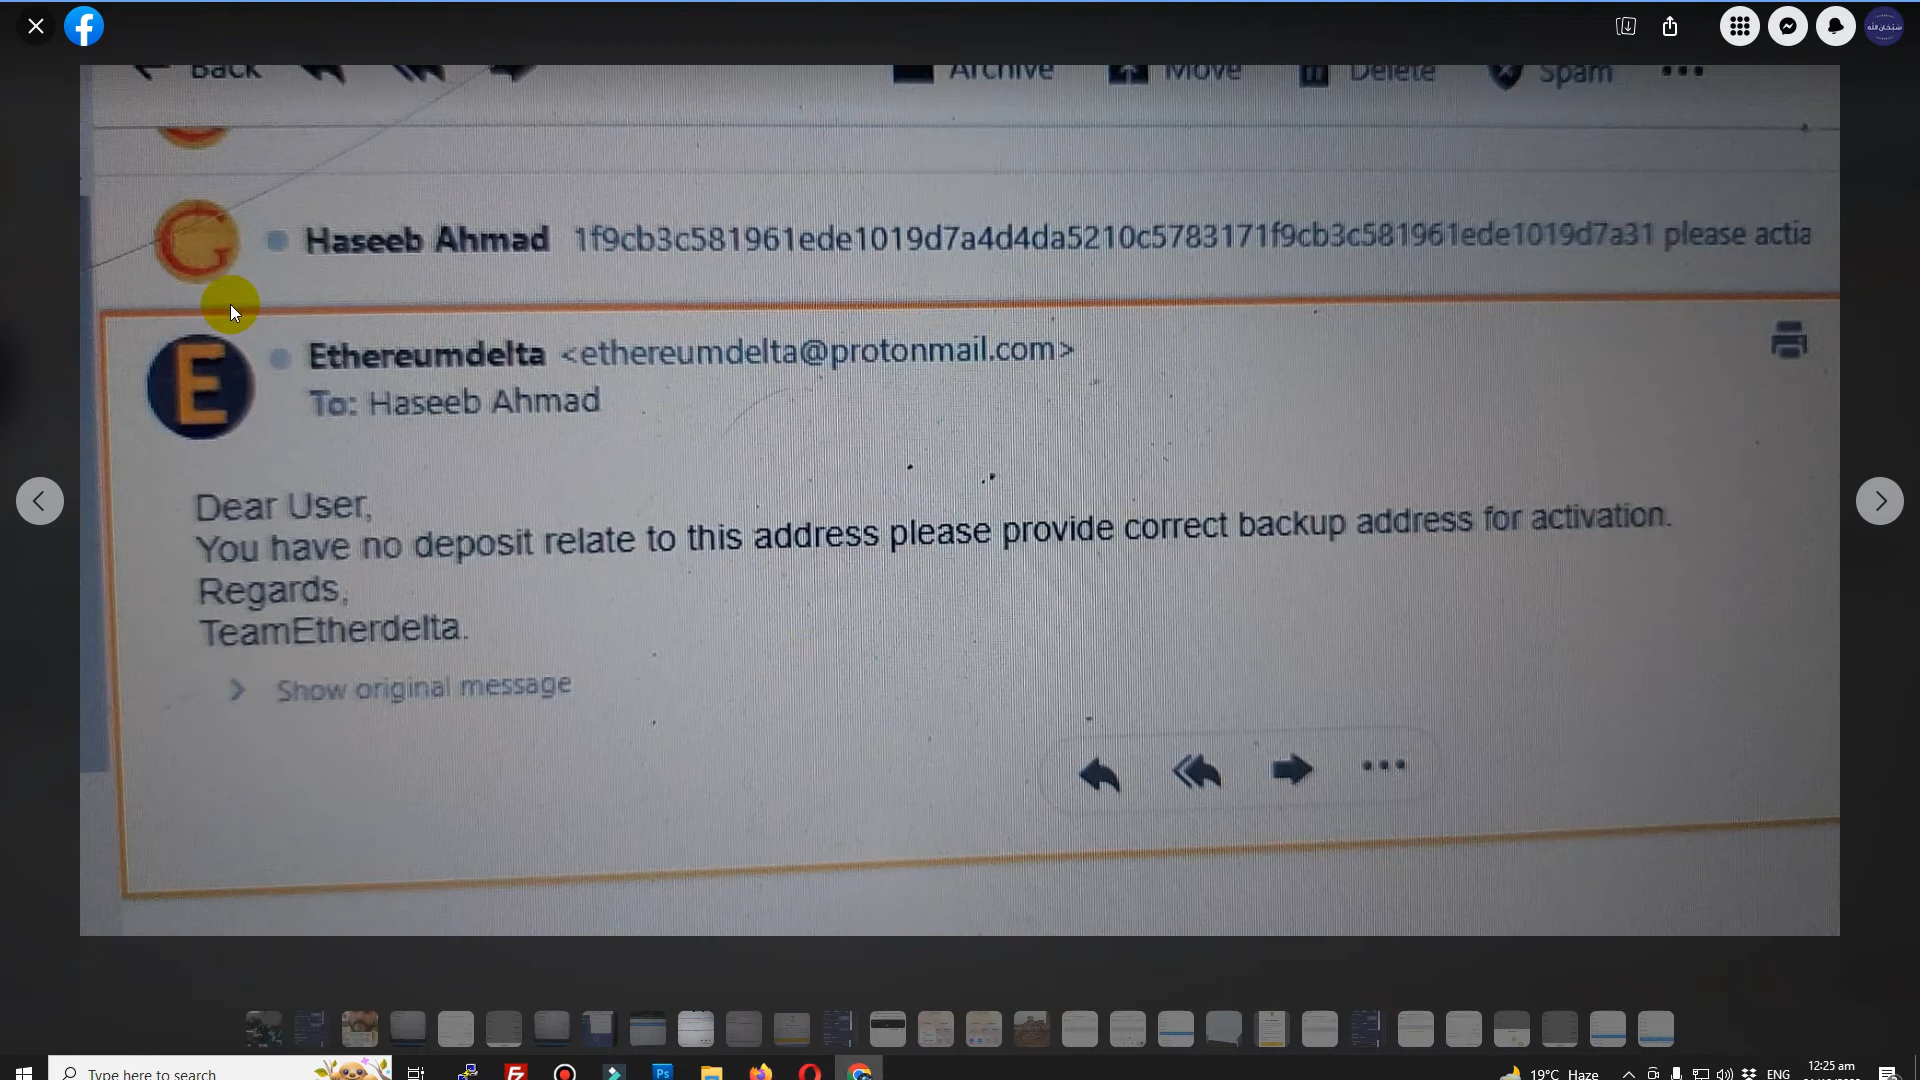 Back
Archive
Move
Delete
Spam
Haseeb Ahmad 1f9cb3c581961ede1019d7a4d4da5210c5783171f9cb3c581961ede1019d7a31 please actia
E
Ethereumdelta <ethereumdelta@protonmail.com>
To: Haseeb Ahmad
Dear User,
You have no deposit relate to this address please provide correct backup address for activation.
Regards,
TeamEtherdelta.
Show original message
Type here to search
19°C Haze
ENG
12:25 am